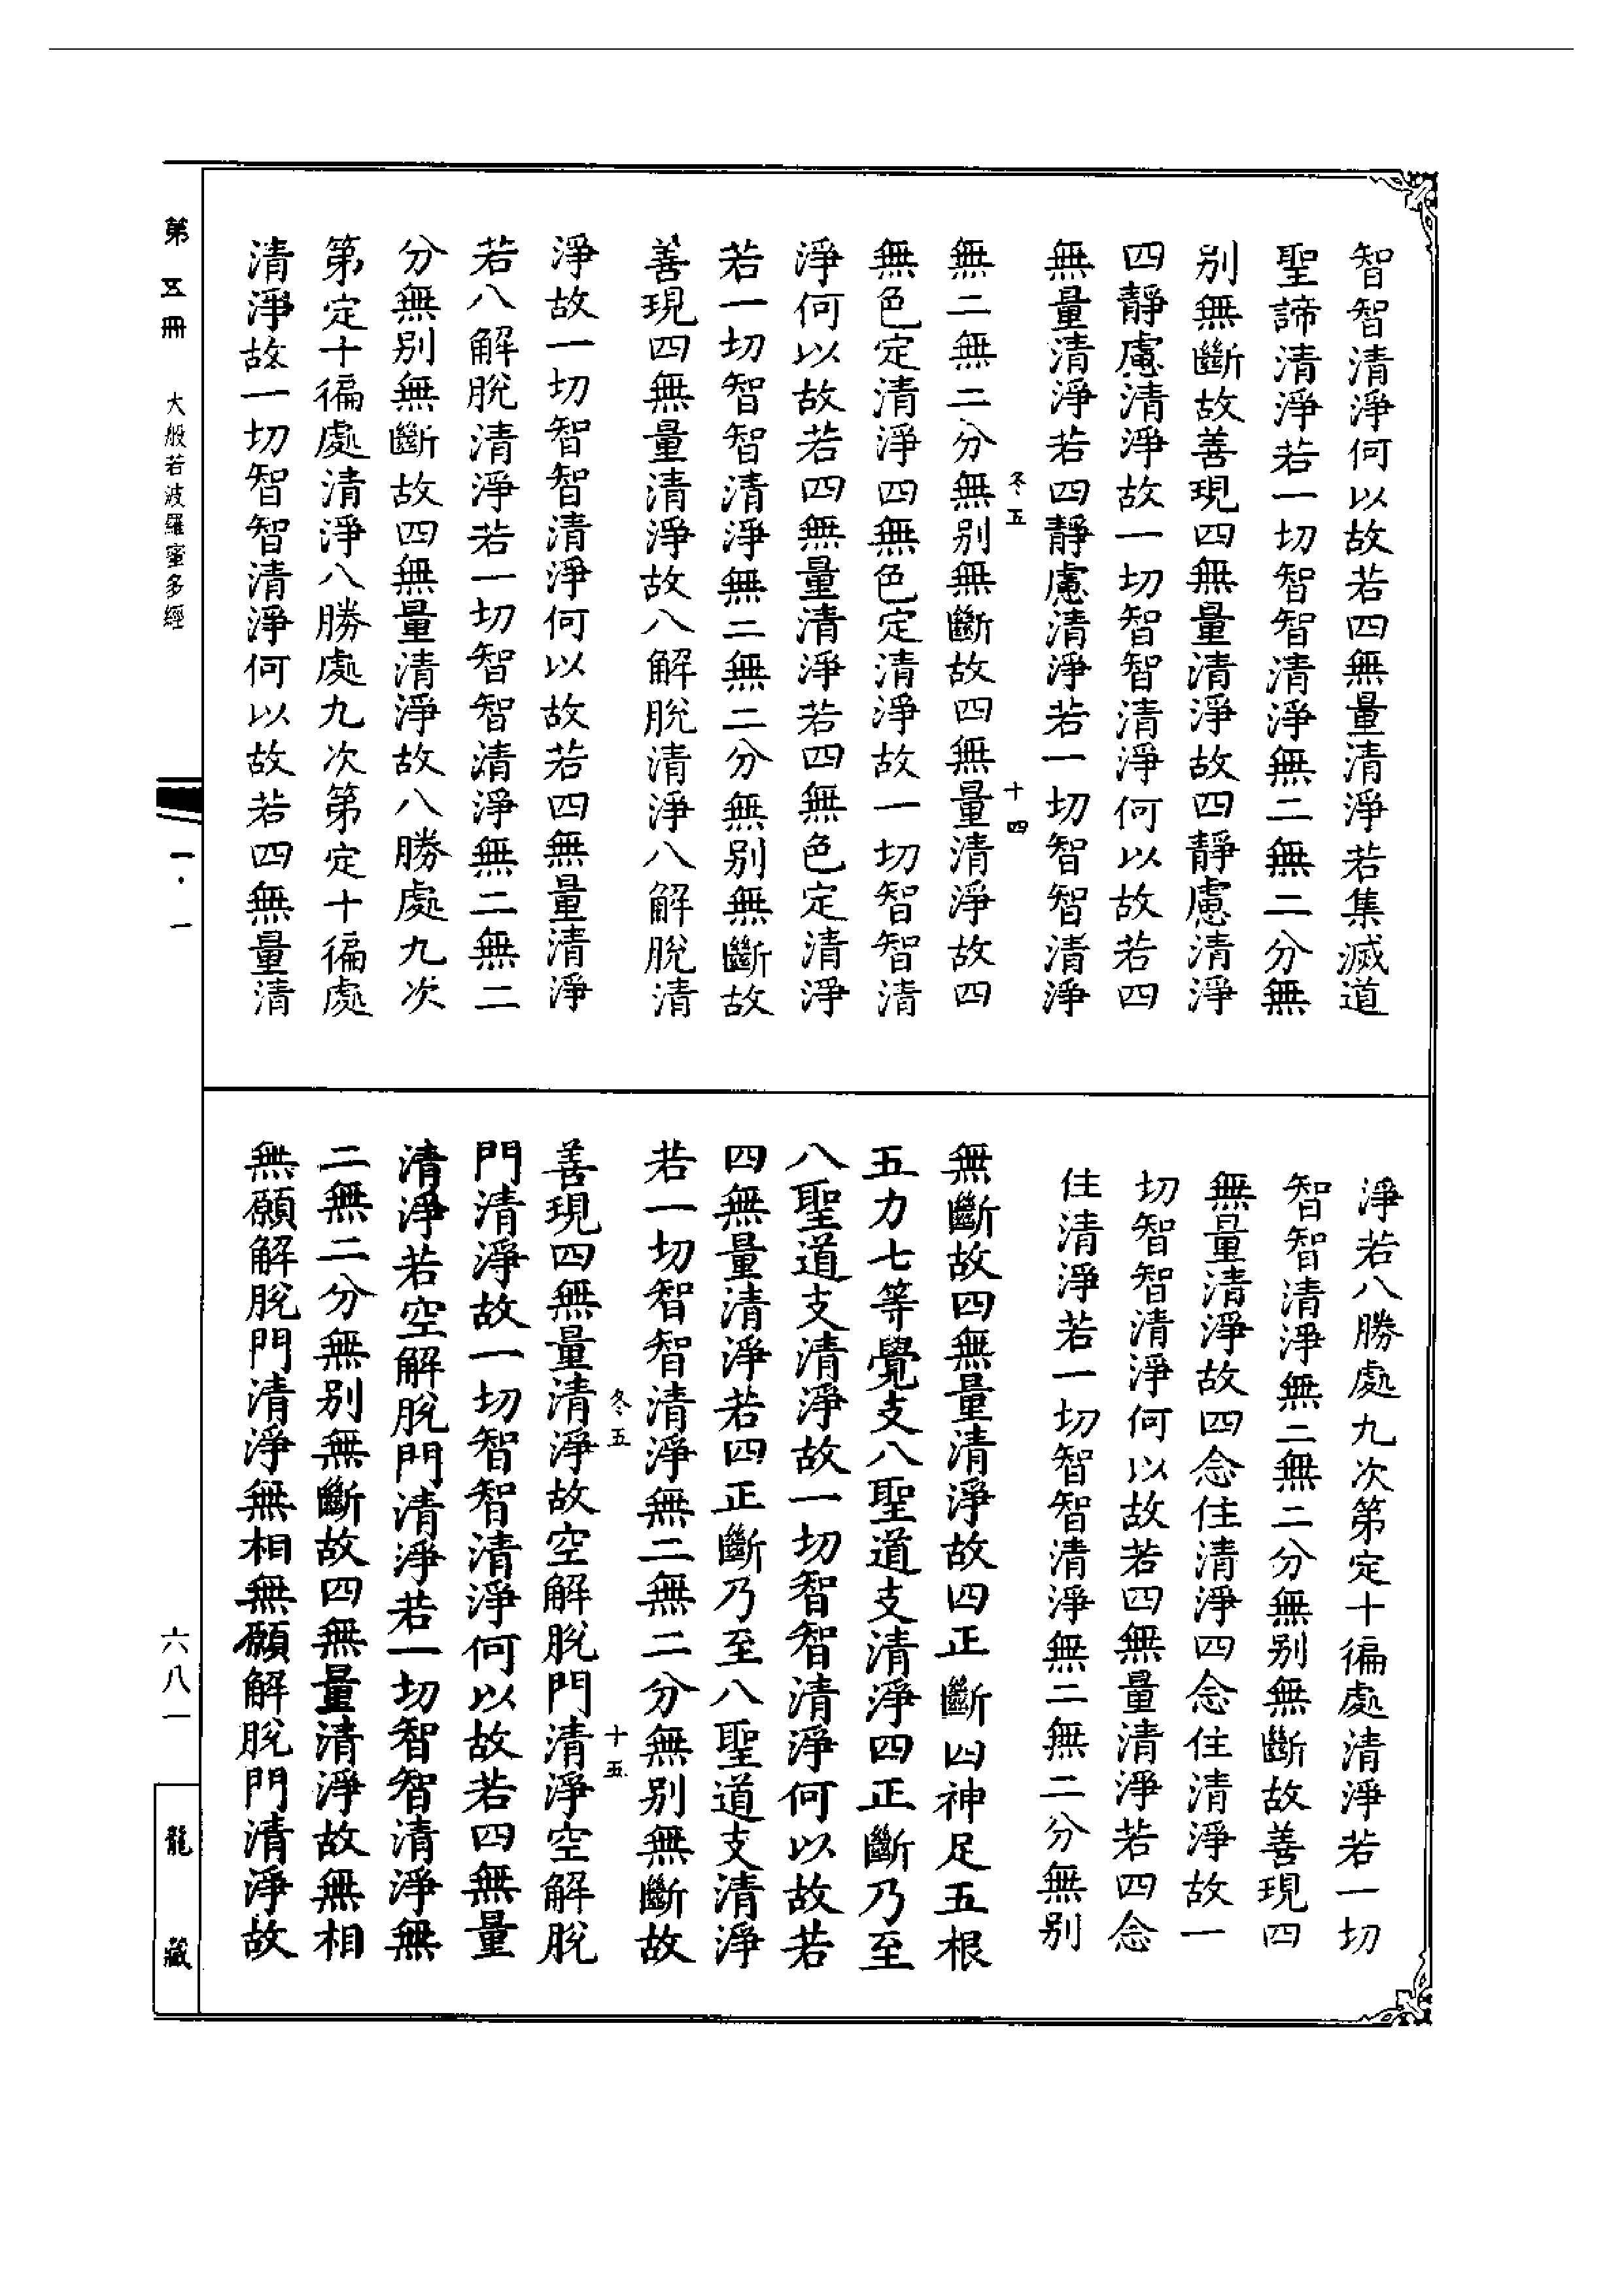 智智清淨何以故若四無量清淨若集滅道
聖諦清淨若一切智智清淨無二無二分無
别無斷故善現四無量清淨故四靜慮清淨
四靜慮清淨故一切智智清淨何以故若四
無量清淨若四靜慮清淨若一切智智清淨
冬五 十四
無二無二分無别無斷故四無量清淨故四
無色定清淨四無色定清淨故一切智智清
淨何以故若四無量清淨若四無色定清淨
若一切智智清淨無二無二分無别無斷故
善現四無量清淨故八解脫清淨八解脫清
淨故一切智智清淨何以故若四無量清淨
若八解脫清淨若一切智智清淨無二無二
分無别無斷故四無量清淨故八勝處九次
第定十徧處清淨八勝處九次第定十徧處
清淨故一切智智清淨何以故若四無量清
淨若八勝處九次第定十徧處清淨若一切
智智清淨無二無二分無别無斷故善現四
無量清淨故四念住清淨四念住清淨故一
切智智清淨何以故若四無量清淨若四念
住清淨若一切智智清淨無二無二分無别
無斷故四無量清淨故四正斷四神足五根
五力七等覺支八聖道支清淨四正斷乃至
八聖道支清淨故一切智智清淨何以故若
四無量清淨若四正斷乃至八聖道支清淨
若一切智智清淨無二無二分無别無斷故
冬五 十五
善現四無量清淨故空解脫門清淨空解脫
門清淨故一切智智清淨何以故若四無量
清淨若空解脫門清淨若一切智智清淨無
二無二分無别無斷故四無量清淨故無相
無願解脫門清淨無相無願解脫門清淨故
第五冊 大般若波羅蜜多經 一·一 六八一 龍藏